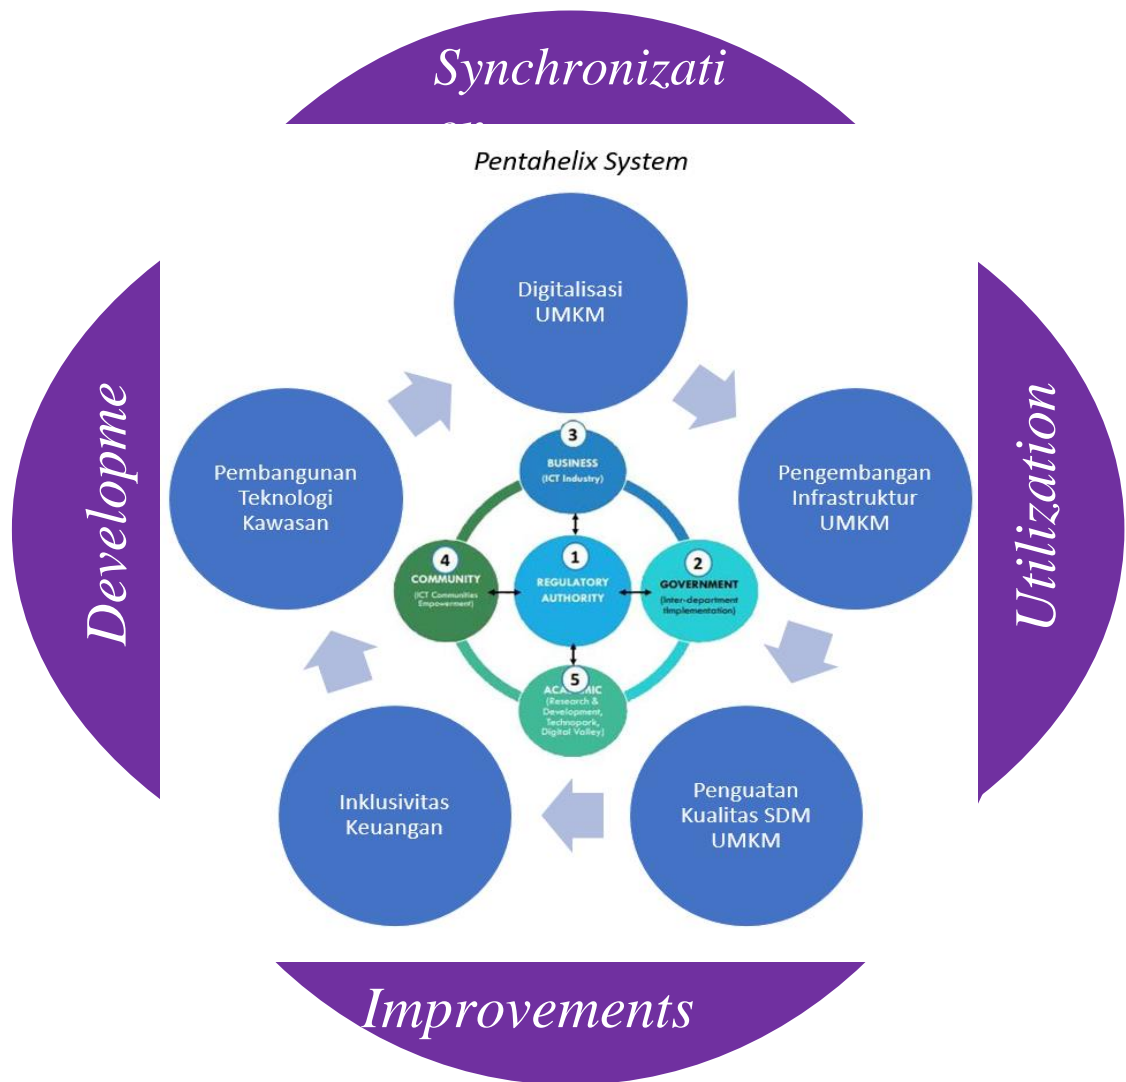 Synchronizati
Pentahelix System
Digitalisasi
UMKM
Developme
Pembangunan
Teknologi
Kawasan
Pengembangan
Infrastruktur
UMKM
Utilization
3
BUSINESS
(ICT Industry)
4
COMMUNITY
(ICT Communities
Empowerment)
1
REGULATORY
AUTHORITY
2
GOVERNMENT
(Inter-department
Implementation)
5
(Research &
Development,
Technopark,
Digital Valley)
Inklusivitas
Keuangan
Penguatan
Kualitas SDM
UMKM
Improvements